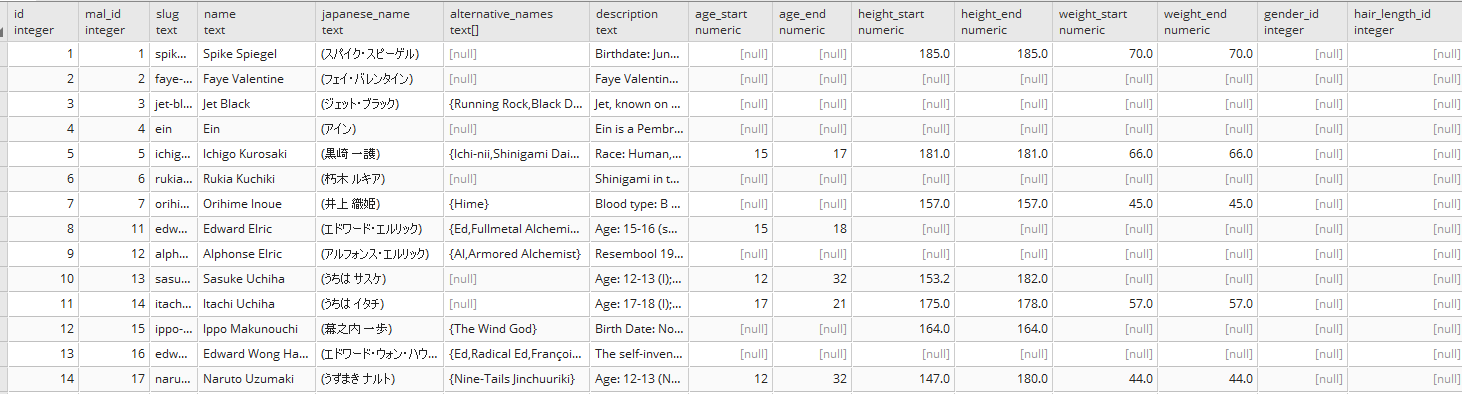 id mal_id slug name japanese_name alternative_names description age_start age_end height_start height_end weight_start weight_end gender_id hair_length_id
integer integer text text text text[] text numeric numeric numeric numeric numeric numeric integer integer
1 1 spik... Spike Spiegel (スパイク・スピーゲル) [null] Birthdate: Jun... [null] [null] 185.0 185.0 70.0 70.0 [null] [null]
2 2 faye-... Faye Valentine (フェイ・バレンタイン) [null] Faye Valentin... [null] [null] [null] [null] [null] [null] [null] [null]
3 3 jet-bl... Jet Black (ジェット・ブラック) {Running Rock,Black D... Jet, known on ... [null] [null] [null] [null] [null] [null] [null] [null]
4 4 ein Ein (アイン) [null] Ein is a Pembr... [null] [null] [null] [null] [null] [null] [null] [null]
5 5 ichig... Ichigo Kurosaki (黒崎 一護) {Ichi-nii,Shinigami Dai... Race: Human,... 15 17 181.0 181.0 66.0 66.0 [null] [null]
6 6 rukia... Rukia Kuchiki (朽木 ルキア) [null] Shinigami in t... [null] [null] [null] [null] [null] [null] [null] [null]
7 7 orihi... Orihime Inoue (井上 織姫) {Hime} Blood type: B ... [null] [null] 157.0 157.0 45.0 45.0 [null] [null]
8 11 edw... Edward Elric (エドワード・エルリック) {Ed,Fullmetal Alchemi... Age: 15-16 (s... 15 18 [null] [null] [null] [null] [null] [null]
9 12 alph... Alphonse Elric (アルフォンス・エルリック) {Al,Armored Alchemist} Resembool 19... [null] [null] [null] [null] [null] [null] [null] [null]
10 13 sasu... Sasuke Uchiha (うちは サスケ) [null] Age: 12-13 (I);... 12 32 153.2 182.0 [null] [null] [null] [null]
11 14 itach... Itachi Uchiha (うちは イタチ) [null] Age: 17-18 (I);... 17 21 175.0 178.0 57.0 57.0 [null] [null]
12 15 ippo-... Ippo Makunouchi (幕之内 一歩) {The Wind God} Birth Date: No... [null] [null] 164.0 164.0 [null] [null] [null] [null]
13 16 edw... Edward Wong Ha... (エドワード・ウォン・ハウ... {Ed,Radical Ed,Françoi... The self-inven... [null] [null] [null] [null] [null] [null] [null] [null]
14 17 naru... Naruto Uzumaki (うずまき ナルト) {Nine-Tails Jinchuuriki} Age: 12-13 (N... 12 32 147.0 180.0 44.0 44.0 [null] [null]